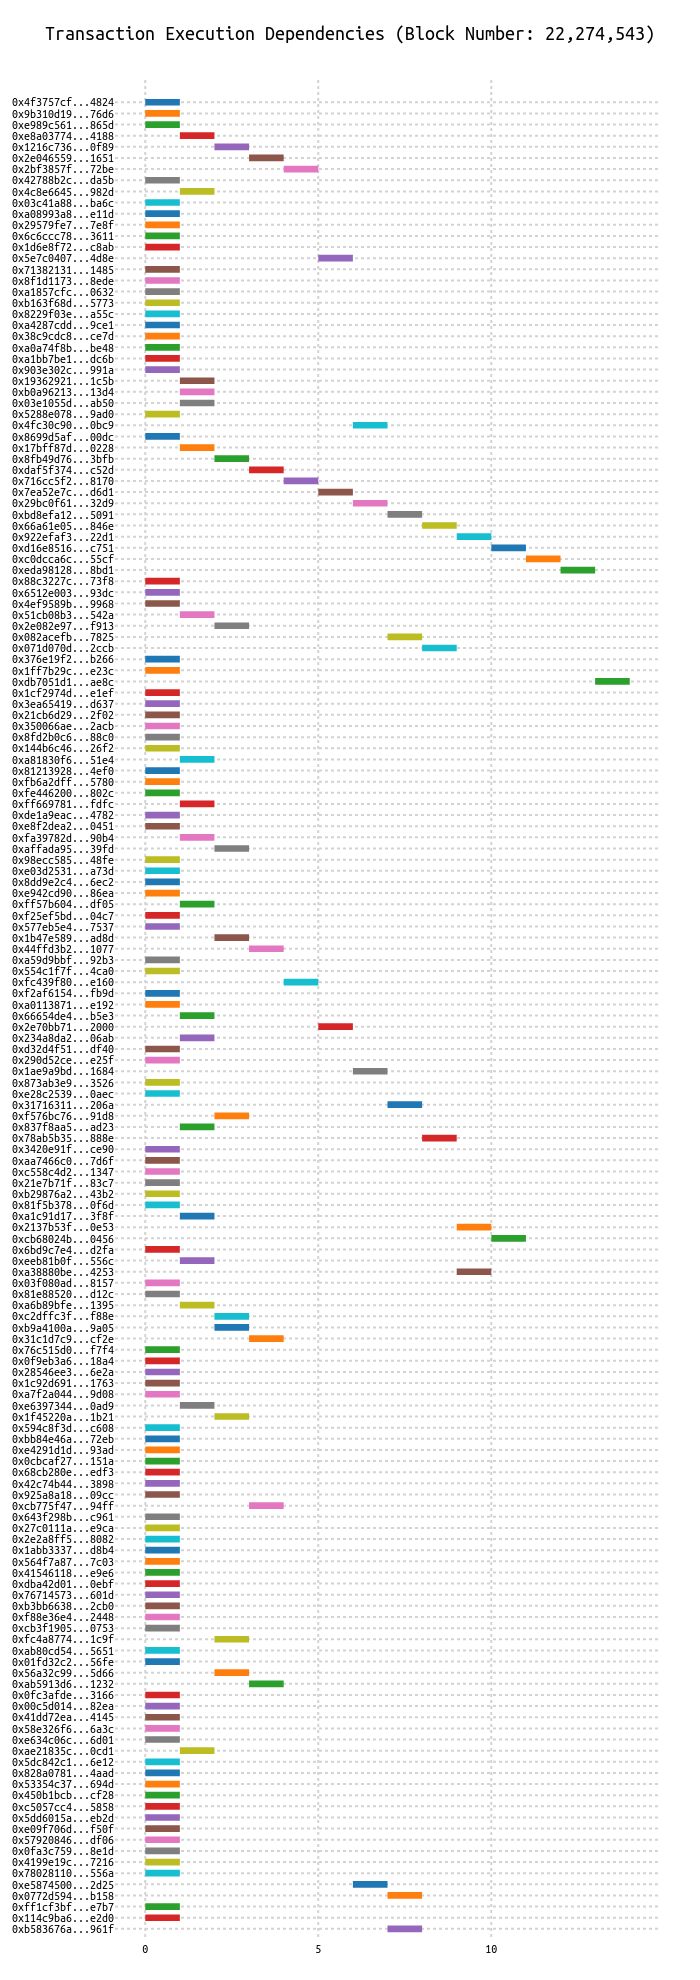 Transaction Execution Dependencies (Block Number: 22,274,543)
0x4f3757cf...4824
0x9b310d19...76d6
0xe989c561...865d
0xe8a03774...4188
0x1216c736...0f89
0x2e046559...1651
0x2bf3857f...72be
0x42788b2c...da5b
0x4c8e6645...982d
0x03c41a88...ba6c
0xa08993a8...e11d
0x29579fe7...7e8f
0x6c6ccc78...3611
0x1d6e8f72...c8ab
0x5e7c0407...4d8e
0x71382131...1485
0x8f1d1173...8ede
0xa1857cfc...0632
0xb163f68d...5773
0x8229f03e...a55c
0xa4287cdd...9ce1
0x38c9cdc8...ce7d
0xa0a74f8b...be48
0xa1bb7be1...dc6b
0x903e302c...991a
0x19362921...1c5b
0xb0a96213...13d4
0x03e1055d...ab50
0x5288e078...9ad0
0x4fc30c90...0bc9
0x8699d5af...00dc
0x17bff87d...0228
0x8fb49d76...3bfb
0xdaf5f374...c52d
0x716cc5f2...8170
0x7ea52e7c...d6d1
0x29bc0f61...32d9
0xbd8efa12...5091
0x66a61e05...846e
0x922efaf3...22d1
0xd16e8516...c751
0xc0dcca6c...55cf
0xeda98128...8bd1
0x88c3227c...73f8
0x6512e003...93dc
0x4ef9589b...9968
0x51cb08b3...542a
0x2e082e97...f913
0x082acefb...7825
0x071d070d...2ccb
0x376e19f2...b266
0x1ff7b29c...e23c
0xdb7051d1...ae8c
0x1cf2974d...e1ef
0x3ea65419...d637
0x21cb6d29...2f02
0x350066ae...2acb
0x8fd2b0c6...88c0
0x144b6c46...26f2
0xa81830f6...51e4
0x81213928...4ef0
0xfb6a2dff...5780
0xfe446200...802c
0xff669781...fdfc
0xde1a9eac...4782
0xe8f2dea2...0451
0xfa39782d...90b4
0xaffada95...39fd
0x98ecc585...48fe
0xe03d2531...a73d
0x8dd9e2c4...6ec2
0xe942cd90...86ea
0xff57b604...df05
0xf25ef5bd...04c7
0x577eb5e4...7537
0x1b47e589...ad8d
0x44ffd3b2...1077
0xa59d9bbf...92b3
0x554c1f7f...4ca0
0xfc439f80...e160
0xf2af6154...fb9d
0xa0113871...e192
0x66654de4...b5e3
0x2e70bb71...2000
0x234a8da2...06ab
0xd32d4f51...df40
0x290d52ce...e25f
0x1ae9a9bd...1684
0x873ab3e9...3526
0xe28c2539...0aec
0x31716311...206a
0xf576bc76...91d8
0x837f8aa5...ad23
0x78ab5b35...888e
0x3420e91f...ce90
0xaa7466c0...7d6f
0xc558c4d2...1347
0x21e7b71f...83c7
0xb29876a2...43b2
0x81f5b378...0f6d
0xa1c91d17...3f8f
0x2137b53f...0e53
0xcb68024b...0456
0x6bd9c7e4...d2fa
0xeeb81b0f...556c
0xa38880be...4253
0x03f080ad...8157
0x81e88520...d12c
0xa6b89bfe...1395
0xc2dffc3f...f88e
0xb9a4100a...9a05
0x31c1d7c9...cf2e
0x76c515d0...f7f4
0x0f9eb3a6...18a4
0x28546ee3...6e2a
0x1c92d691...1763
0xa7f2a044...9d08
0xe6397344...0ad9
0x1f45220a...1b21
0x594c8f3d...c608
0xbb84e46a...72eb
0xe4291d1d...93ad
0x0cbcaf27...151a
0x68cb280e...edf3
0x42c74b44...3898
0x925a8a18...09cc
0xcb775f47...94ff
0x643f298b...c961
0x27c0111a...e9ca
0x2e2a8ff5...8082
0x1abb3337...d8b4
0x564f7a87...7c03
0x41546118...e9e6
0xdba42d01...0ebf
0x76714573...601d
0xb3bb6638...2cb0
0xf88e36e4...2448
0xcb3f1905...0753
0xfc4a8774...1c9f
0xab80cd54...5651
0x01fd32c2...56fe
0x56a32c99...5d66
0xab5913d6...1232
0x0fc3afde...3166
0x00c5d014...82ea
0x41dd72ea...4145
0x58e326f6...6a3c
0xe634c06c...6d01
0xae21835c...0cd1
0x5dc842c1...6e12
0x828a0781...4aad
0x53354c37...694d
0x450b1bcb...cf28
0xc5057cc4...5858
0x5dd6015a...eb2d
0xe09f706d...f50f
0x57920846...df06
0x0fa3c759...8e1d
0x4199e19c...7216
0x78028110...556a
0xe5874500...2d25
0x0772d594...b158
0xff1cf3bf...e7b7
0x114c9ba6...e2d0
0xb583676a...961f
0 5 10